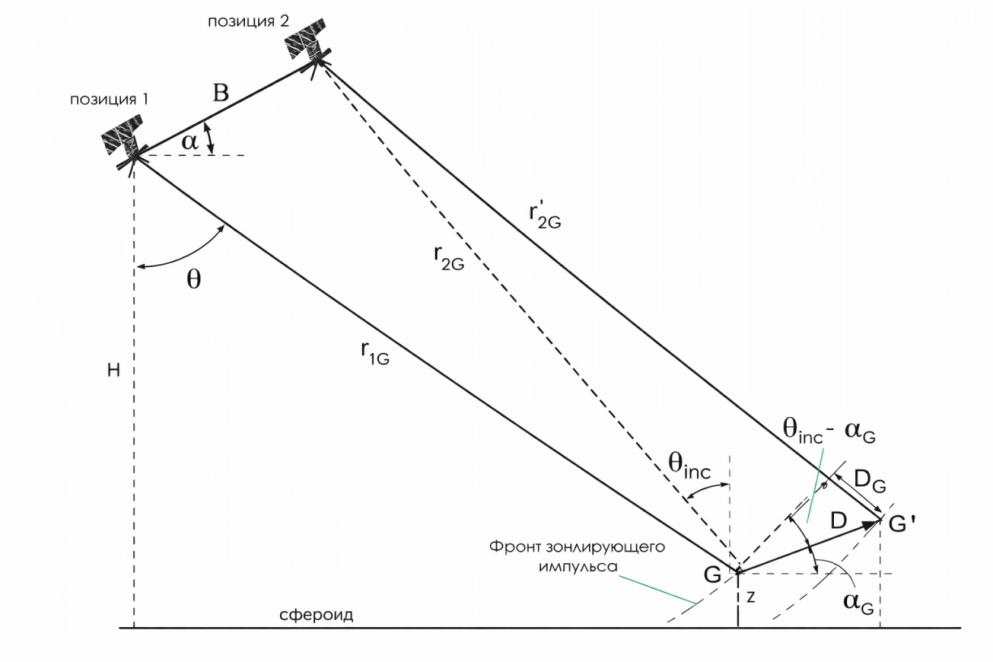 позиция 2
позиция 1
B
α
r'2G
r2G
θ
r1G
H
θinc - αG
θinc
DG
D
G'
Фронт зонлирующего
импульса
G
z
αG
сфероид